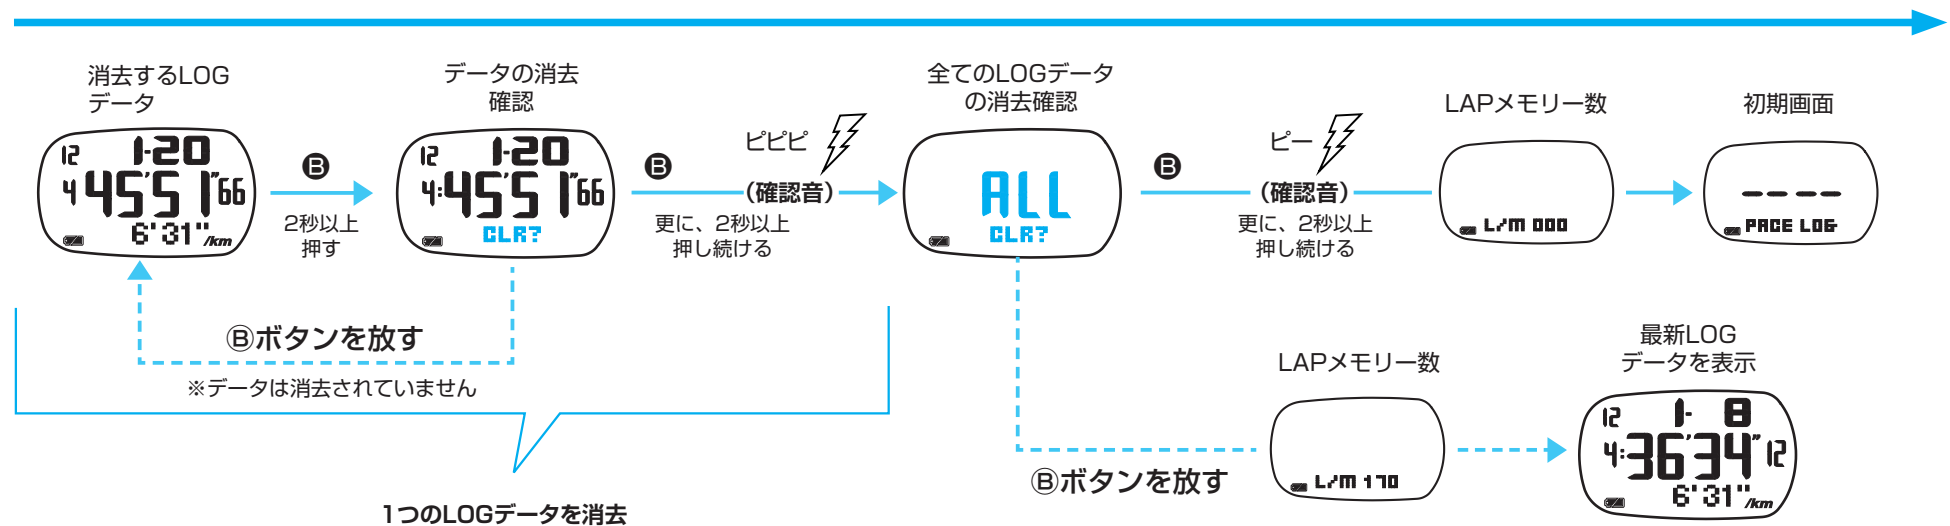 消去するLOG
データ
12 1-20
4 45'51"66
6'31"/km
B
2秒以上
押す
データの消去
確認
12 1-20
4:45'51"66
CLR?
B
ピピピ
(確認音)
更に、2秒以上
押し続ける
全てのLOGデータ
の消去確認
ALL
CLR?
B
ピー
(確認音)
更に、2秒以上
押し続ける
LAPメモリー数
L/M 000
初期画面
----
PACE LOG
Ⓑボタンを放す
※データは消去されていません
1つのLOGデータを消去
Ⓑボタンを放す
LAPメモリー数
L/M 170
最新LOG
データを表示
12 1- 8
4:36'34"12
6'31"/km